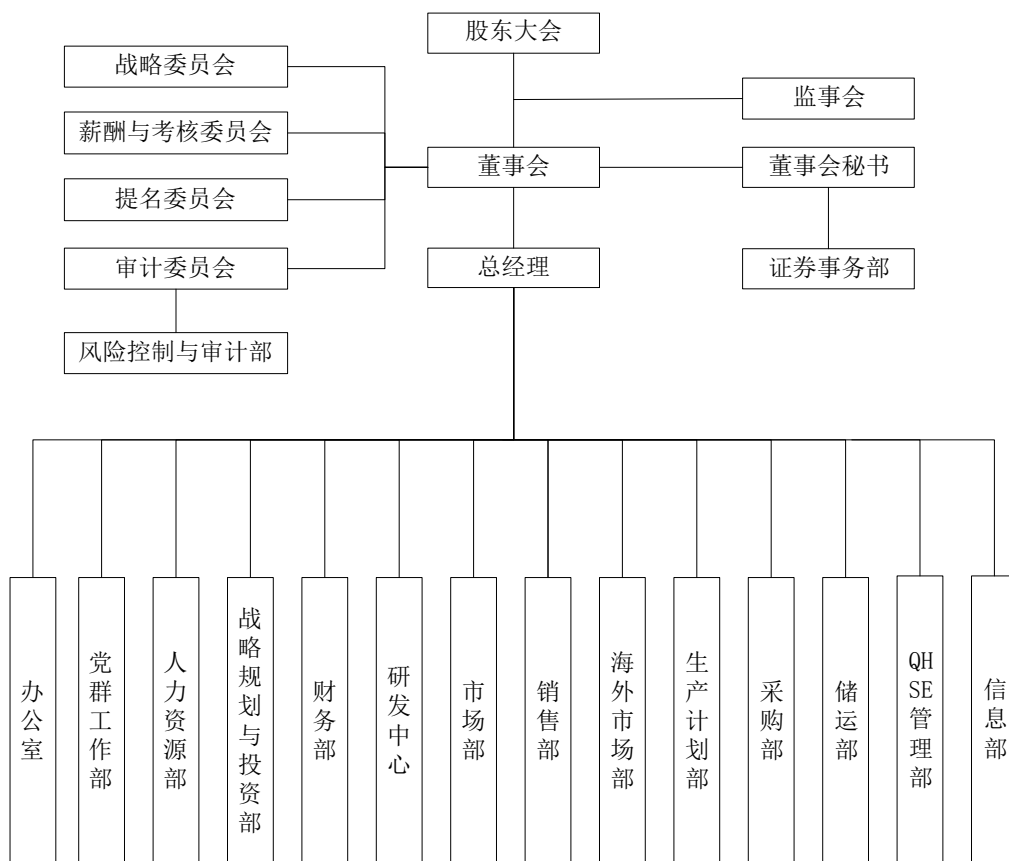 股东大会
战略委员会
监事会
薪酬与考核委员会
董事会
董事会秘书
提名委员会
审计委员会
总经理
证券事务部
风险控制与审计部
办公室
党群工作部
人力资源部
战略规划与投资部
财务部
研发中心
市场部
销售部
海外市场部
生产计划部
采购部
储运部
QHSE管理部
信息部